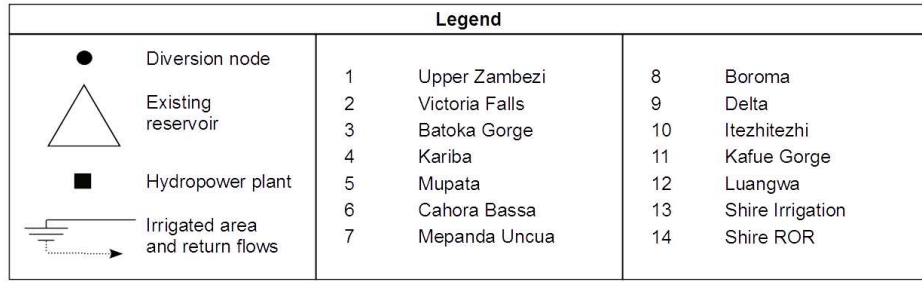 Legend
Diversion node
Existing
reservoir
Hydropower plant
Irrigated area
and return flows
1 Upper Zambezi
2 Victoria Falls
3 Batoka Gorge
4 Kariba
5 Mupata
6 Cahora Bassa
7 Mepanda Uncua
8 Boroma
9 Delta
10 Itezhitezhi
11 Kafue Gorge
12 Luangwa
13 Shire Irrigation
14 Shire ROR